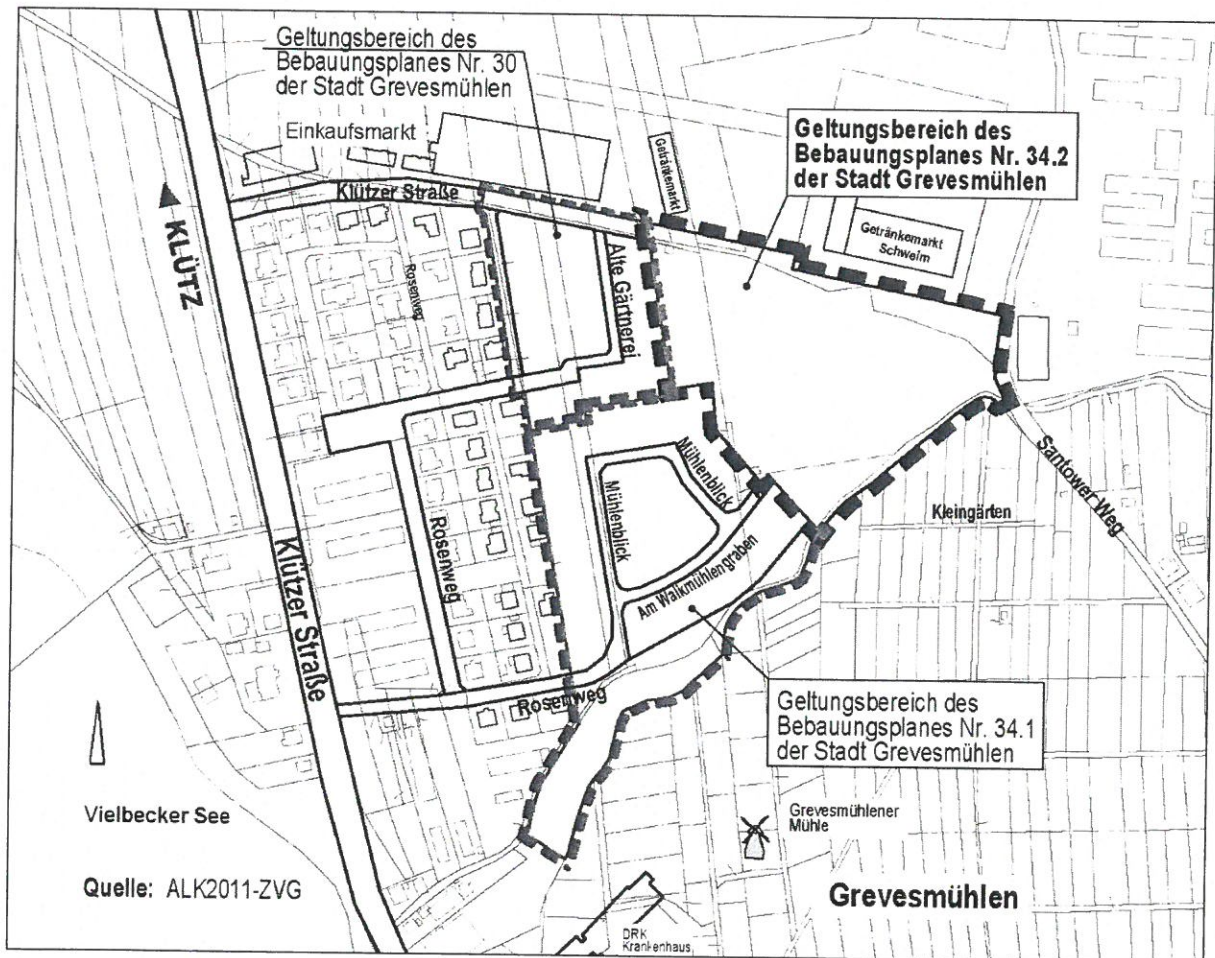 Geltungsbereich des
Bebauungsplanes Nr. 30
der Stadt Grevesmühlen
Einkaufsmarkt
Klützer Straße
Getränkemarkt
Geltungsbereich des
Bebauungsplanes Nr. 34.2
der Stadt Grevesmühlen
Getränkemarkt
Schweim
KLÜTZ
Rosenweg
Alte Gärtnerei
Mühlenblick
Mühlenblick
Am Walkmühlengraben
Kleingärten
Santower Weg
Rosenweg
Klützer Straße
Rosenweg
Geltungsbereich des
Bebauungsplanes Nr. 34.1
der Stadt Grevesmühlen
Vielbecker See
Grevesmühlener
Mühle
Quelle: ALK2011-ZVG
Grevesmühlen
DRK
Krankenhaus